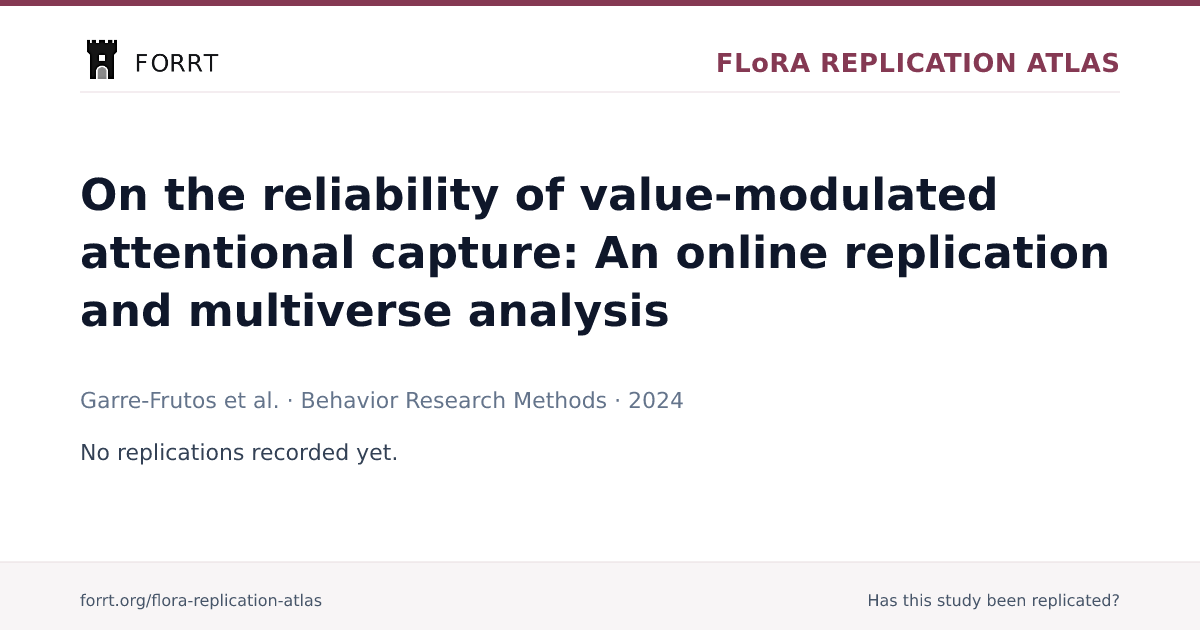 FORRT
FLoRA REPLICATION ATLAS
On the reliability of value-modulated
attentional capture: An online replication
and multiverse analysis
Garre-Frutos et al. · Behavior Research Methods · 2024
No replications recorded yet.
forrt.org/flora-replication-atlas
Has this study been replicated?